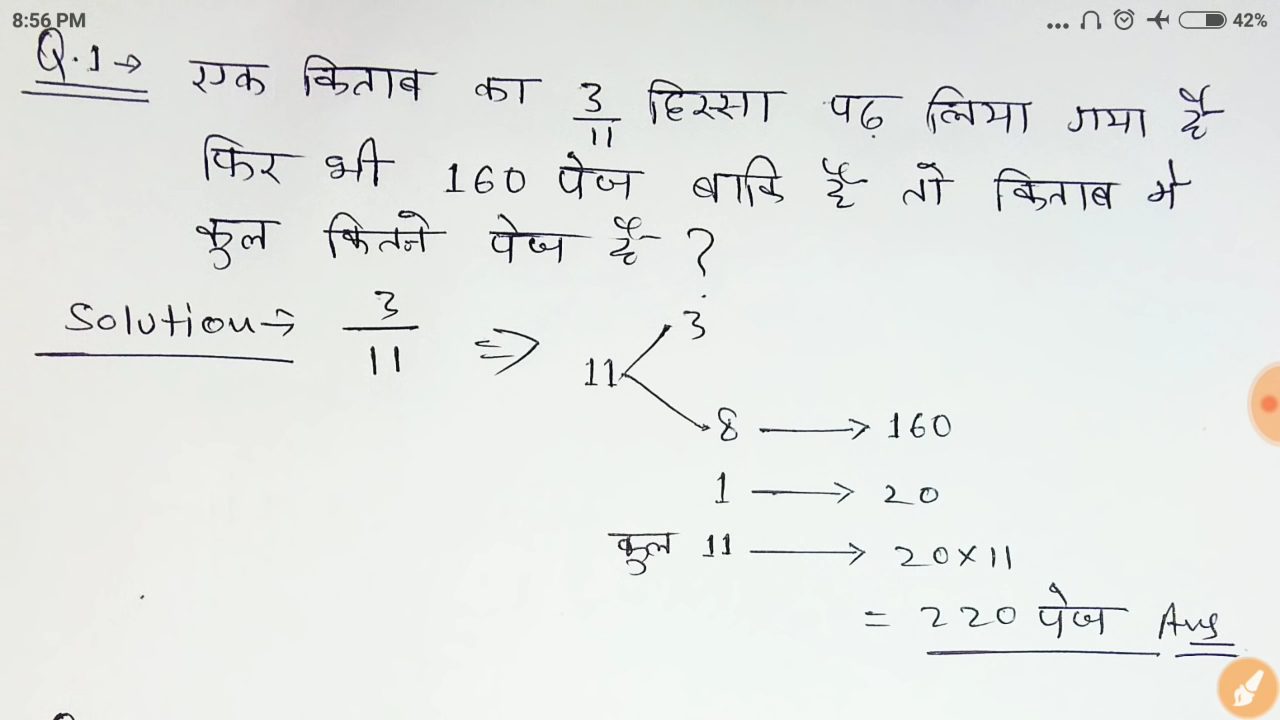 8:56 PM ... 42%
Q.1→ एक किताब का 3/11 हिस्सा पढ़ लिया गया है
फिर भी 160 पेज बाकि है तो किताब मे
कुल कितने पेज है ?
Solution→ 3/11 ⇒ 11 3
8 → 160
1 → 20
कुल 11 → 20×11
= 220 पेज Ans